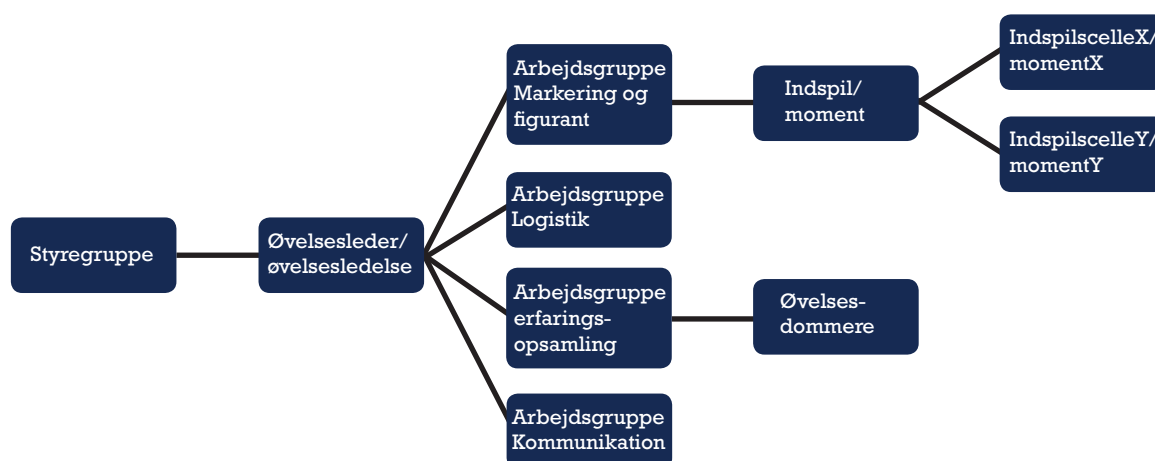 Styregruppe
Øvelsesleder/
øvelsesledelse
Arbejdsgruppe
Markering og
figurant
Arbejdsgruppe
Logistik
Arbejdsgruppe
erfarings-
opsamling
Arbejdsgruppe
Kommunikation
Indspil/
moment
Øvelses-
dommere
IndspilscelleX/
momentX
IndspilscelleY/
momentY